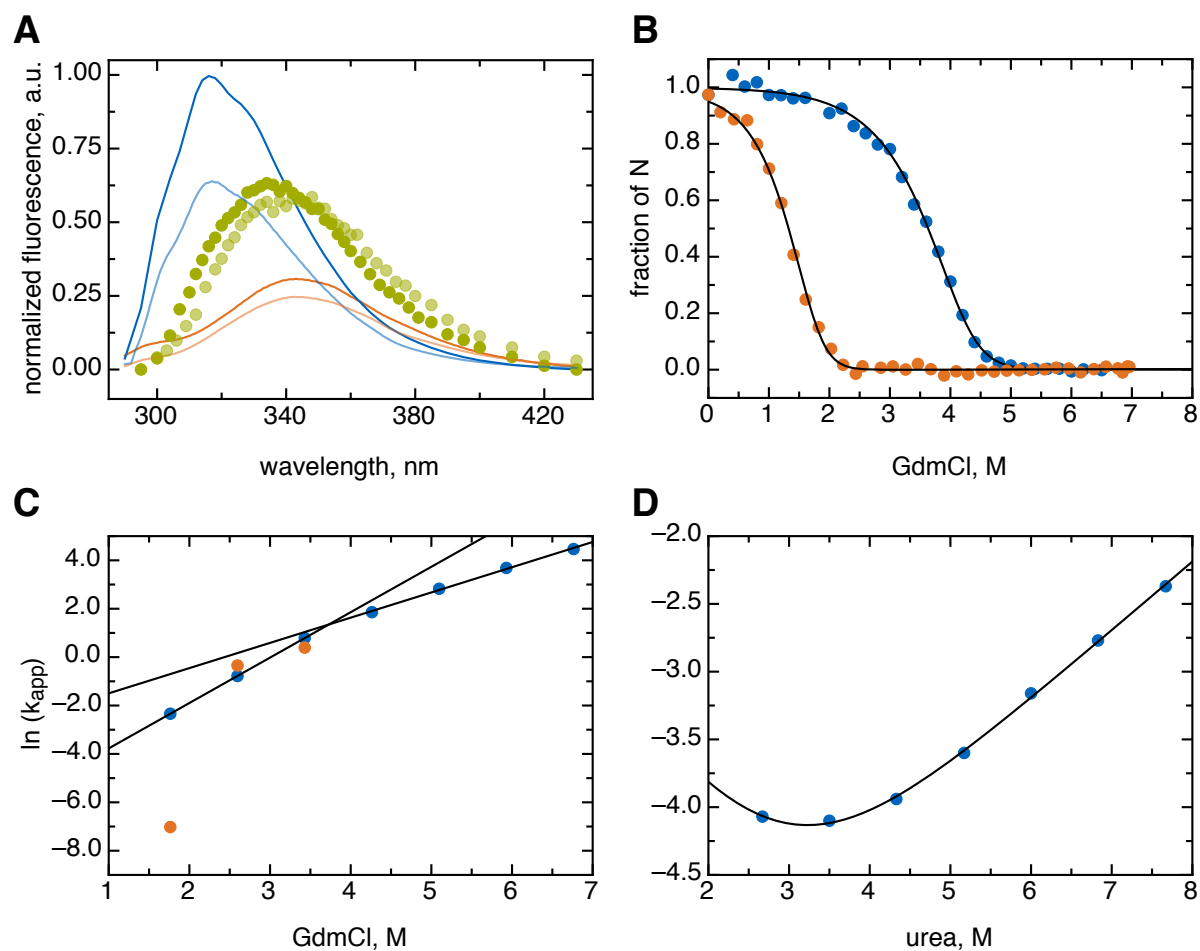 A
normalized fluorescence, a.u.
1.00
0.75
0.50
0.25
0.00
300 340 380 420
wavelength, nm
B
fraction of N
1.0
0.8
0.6
0.4
0.2
0.0
0 1 2 3 4 5 6 7 8
GdmCl, M
C
ln (kapp)
4.0
2.0
0.0
−2.0
−4.0
−6.0
−8.0
1 2 3 4 5 6 7
GdmCl, M
D
−2.0
−2.5
−3.0
−3.5
−4.0
−4.5
2 3 4 5 6 7 8
urea, M